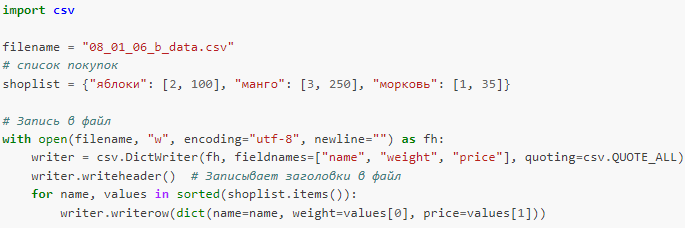 import csv
filename = "08_01_06_b_data.csv"
# список покупок
shoplist = {"яблоки": [2, 100], "манго": [3, 250], "морковь": [1, 35]}
# Запись в файл
with open(filename, "w", encoding="utf-8", newline="") as fh:
    writer = csv.DictWriter(fh, fieldnames=["name", "weight", "price"], quoting=csv.QUOTE_ALL)
    writer.writeheader()  # Записывает заголовки в файл
    for name, values in sorted(shoplist.items()):
        writer.writerow(dict(name=name, weight=values[0], price=values[1]))